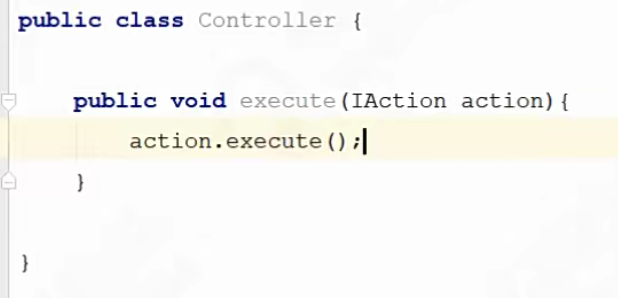 public class Controller {
public void execute(IAction action){
action.execute();
}
}